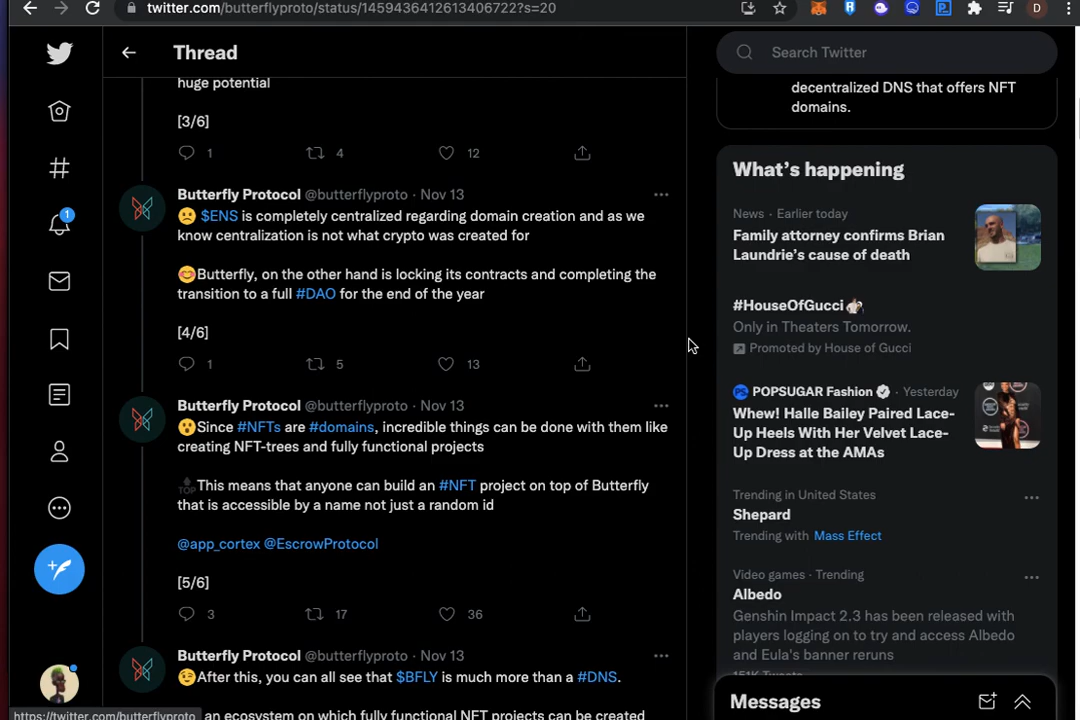 twitter.com/butterflyproto/status/1459436412613406722?s=20
D
Thread
huge potential
[3/6]
1 4 12
Butterfly Protocol @butterflyproto · Nov 13
☹️ $ENS is completely centralized regarding domain creation and as we
know centralization is not what crypto was created for
😊Butterfly, on the other hand is locking its contracts and completing the
transition to a full #DAO for the end of the year
[4/6]
1 5 13
Butterfly Protocol @butterflyproto · Nov 13
😮Since #NFTs are #domains, incredible things can be done with them like
creating NFT-trees and fully functional projects
🔝This means that anyone can build an #NFT project on top of Butterfly
that is accessible by a name not just a random id
@app_cortex @EscrowProtocol
[5/6]
3 17 36
Butterfly Protocol @butterflyproto · Nov 13
😉After this, you can all see that $BFLY is much more than a #DNS.
an ecosystem on which fully functional NFT projects can be created
https://twitter.com/butterflyproto
1
Search Twitter
decentralized DNS that offers NFT
domains.
What's happening
News · Earlier today
Family attorney confirms Brian
Laundrie's cause of death
#HouseOfGucci
Only in Theaters Tomorrow.
Promoted by House of Gucci
POPSUGAR Fashion · Yesterday
Whew! Halle Bailey Paired Lace-
Up Heels With Her Velvet Lace-
Up Dress at the AMAs
Trending in United States
Shepard
Trending with Mass Effect
Video games · Trending
Albedo
Genshin Impact 2.3 has been released with
players logging on to try and access Albedo
and Eula's banner reruns
151K Tweets
Messages